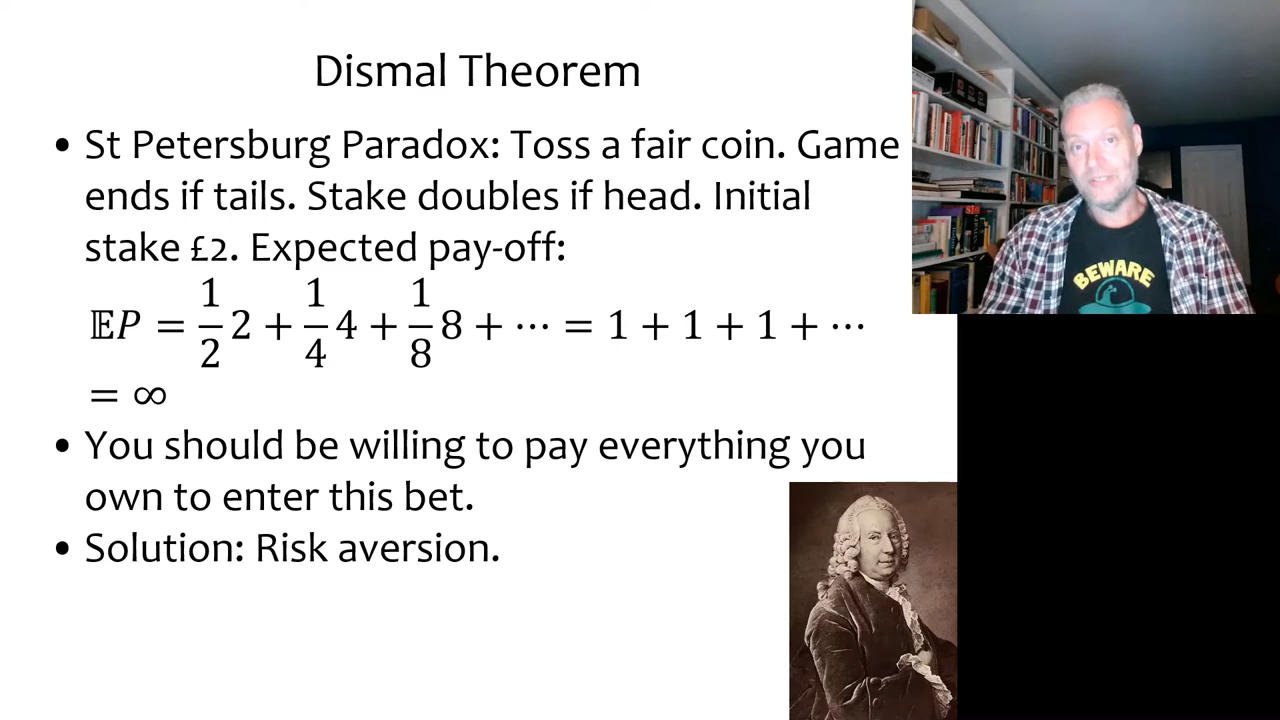 Dismal Theorem
• St Petersburg Paradox: Toss a fair coin. Game
ends if tails. Stake doubles if head. Initial
stake £2. Expected pay-off:
𝔼P = 1/2 2 + 1/4 4 + 1/8 8 + ⋯ = 1 + 1 + 1 + ⋯
= ∞
• You should be willing to pay everything you
own to enter this bet.
• Solution: Risk aversion.
BEWARE